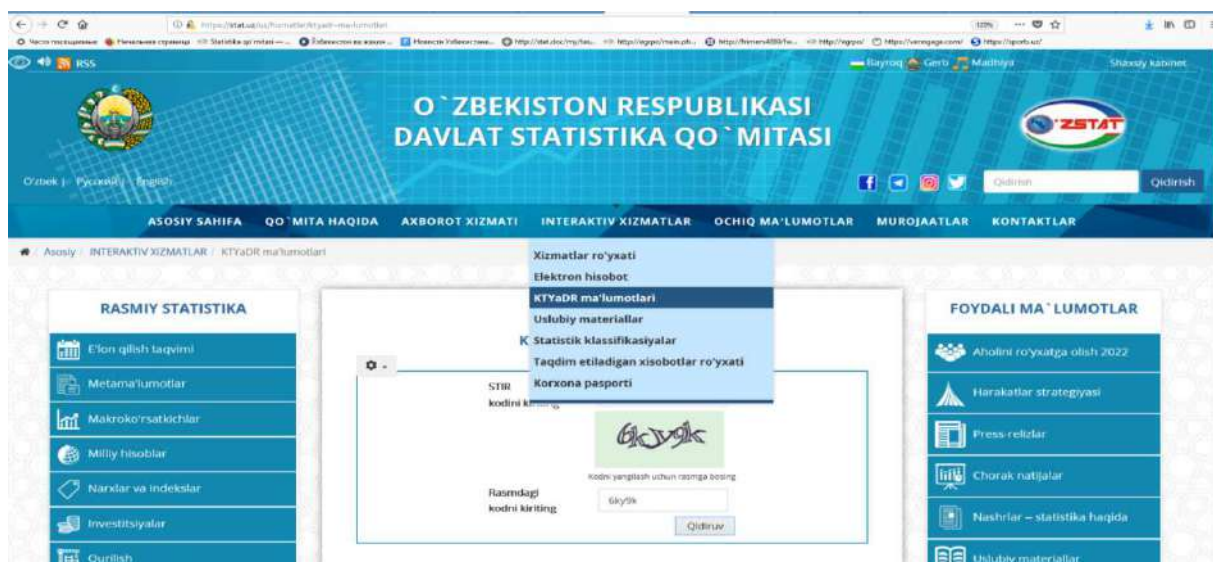 https://stat.uz/uz/
120%
RSS
Bayroq Gerb Madhiya
Shaxsiy kabinet
O`ZBEKISTON RESPUBLIKASI
DAVLAT STATISTIKA QO`MITASI
O'ZSTAT
O'zbek | Русский | English
Qidirish
Qidirish
ASOSIY SAHIFA QO`MITA HAQIDA AXBOROT XIZMATI INTERAKTIV XIZMATLAR OCHIQ MA'LUMOTLAR MUROJAATLAR KONTAKTLAR
Asosiy / INTERAKTIV XIZMATLAR / KTYaDR ma'lumotlari
Xizmatlar ro'yxati
Elektron hisobot
KTYaDR ma'lumotlari
Uslubiy materiallar
Statistik klassifikasiyalar
Taqdim etiladigan xisobotlar ro'yxati
Korxona pasporti
RASMIY STATISTIKA
E'lon qilish taqvimi
Metama'lumotlar
Makroko'rsatkichlar
Milliy hisoblar
Narxlar va indekslar
Investitsiyalar
Qurilish
K
STIR
kodini kiriting
6ky9k
Kodni yangilash uchun rasmga bosing
Rasmdagi
kodni kiriting
6ky9k
Qidiruv
FOYDALI MA`LUMOTLAR
Aholini ro'yxatga olish 2022
Harakatlar strategiyasi
Press-relizlar
Chorak natijalar
Nashrlar – statistika haqida
Uslubiy materiallar